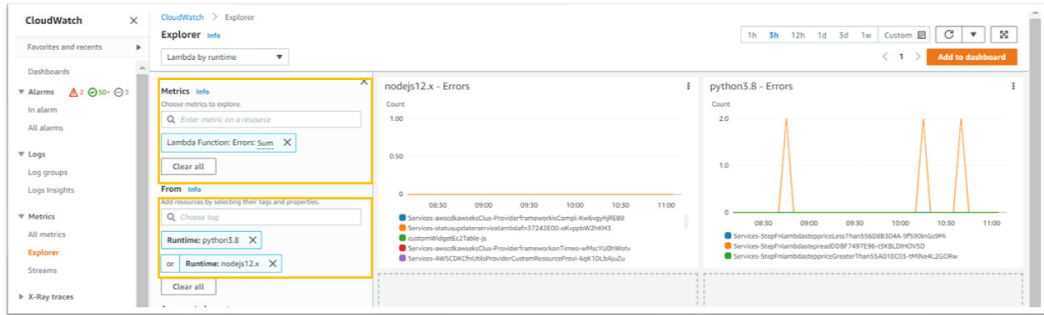 CloudWatch
Favorites and recents
Dashboards
Alarms 2 50+ 3
In alarm
All alarms
Logs
Log groups
Logs Insights
Metrics
All metrics
Explorer
Streams
X-Ray traces
CloudWatch > Explorer
Explorer Info
Lambda by runtime
1h 3h 12h 1d 3d 1w Custom
< 1 > Add to dashboard
Metrics Info
Choose metrics to explore.
Enter metric on a resource
Lambda Function: Errors: Sum
Clear all
From Info
Add resources by selecting their tags and properties.
Choose tag
Runtime: python3.8
or Runtime: nodejs12.x
Clear all
nodejs12.x - Errors
Count
1.00
0.50
0
08:30 09:00 09:30 10:00 10:30 11:00
customWidgetEc2Table-js
python3.8 - Errors
Count
2.0
1.0
0
08:30 09:00 09:30 10:00 10:30 11:00